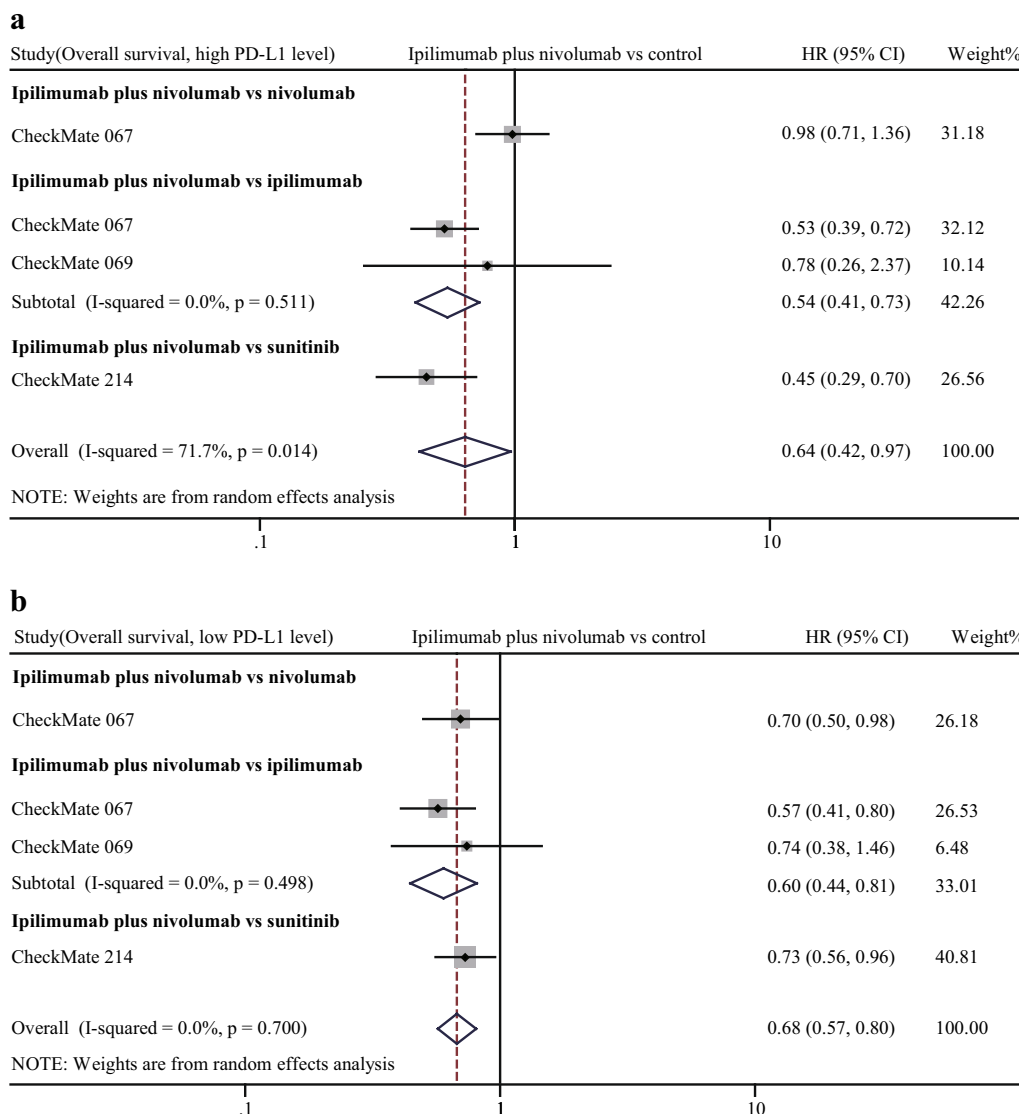 a
Study(Overall survival, high PD-L1 level) Ipilimumab plus nivolumab vs control HR (95% CI) Weight%
Ipilimumab plus nivolumab vs nivolumab
CheckMate 067 0.98 (0.71, 1.36) 31.18
Ipilimumab plus nivolumab vs ipilimumab
CheckMate 067 0.53 (0.39, 0.72) 32.12
CheckMate 069 0.78 (0.26, 2.37) 10.14
Subtotal (I-squared = 0.0%, p = 0.511) 0.54 (0.41, 0.73) 42.26
Ipilimumab plus nivolumab vs sunitinib
CheckMate 214 0.45 (0.29, 0.70) 26.56
Overall (I-squared = 71.7%, p = 0.014) 0.64 (0.42, 0.97) 100.00
NOTE: Weights are from random effects analysis
.1 1 10
b
Study(Overall survival, low PD-L1 level) Ipilimumab plus nivolumab vs control HR (95% CI) Weight%
Ipilimumab plus nivolumab vs nivolumab
CheckMate 067 0.70 (0.50, 0.98) 26.18
Ipilimumab plus nivolumab vs ipilimumab
CheckMate 067 0.57 (0.41, 0.80) 26.53
CheckMate 069 0.74 (0.38, 1.46) 6.48
Subtotal (I-squared = 0.0%, p = 0.498) 0.60 (0.44, 0.81) 33.01
Ipilimumab plus nivolumab vs sunitinib
CheckMate 214 0.73 (0.56, 0.96) 40.81
Overall (I-squared = 0.0%, p = 0.700) 0.68 (0.57, 0.80) 100.00
NOTE: Weights are from random effects analysis
.1 1 10